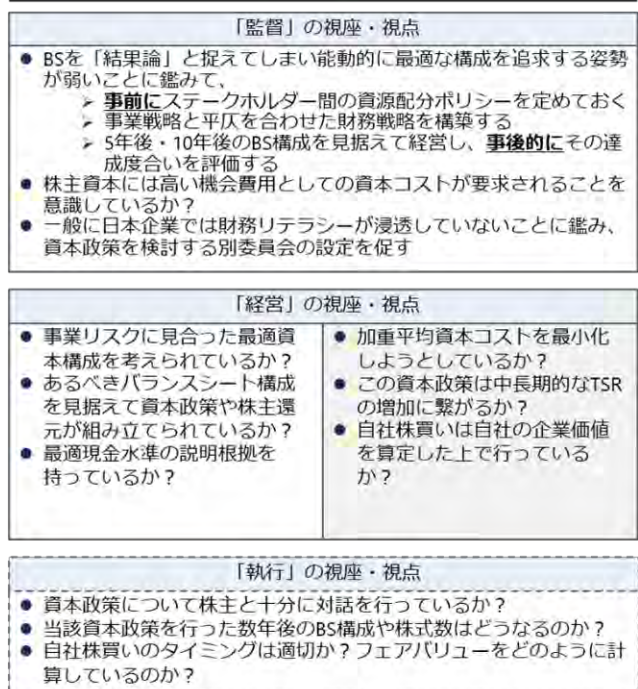 「監督」の視座・視点
● BSを「結果論」と捉えてしまい能動的に最適な構成を追求する姿勢
が弱いことに鑑みて、
➢ 事前にステークホルダー間の資源配分ポリシーを定めておく
➢ 事業戦略と平仄を合わせた財務戦略を構築する
➢ 5年後・10年後のBS構成を見据えて経営し、事後的にその達
成度合いを評価する
● 株主資本には高い機会費用としての資本コストが要求されることを
意識しているか？
● 一般に日本企業では財務リテラシーが浸透していないことに鑑み、
資本政策を検討する別委員会の設定を促す
「経営」の視座・視点
● 事業リスクに見合った最適資
本構成を考えられているか？
● あるべきバランスシート構成
を見据えて資本政策や株主還
元が組み立てられているか？
● 最適現金水準の説明根拠を
持っているか？
● 加重平均資本コストを最小化
しようとしているか？
● この資本政策は中長期的なTSR
の増加に繋がるか？
● 自社株買いは自社の企業価値
を算定した上で行っている
か？
「執行」の視座・視点
● 資本政策について株主と十分に対話を行っているか？
● 当該資本政策を行った数年後のBS構成や株式数はどうなるのか？
● 自社株買いのタイミングは適切か？フェアバリューをどのように計
算しているのか？